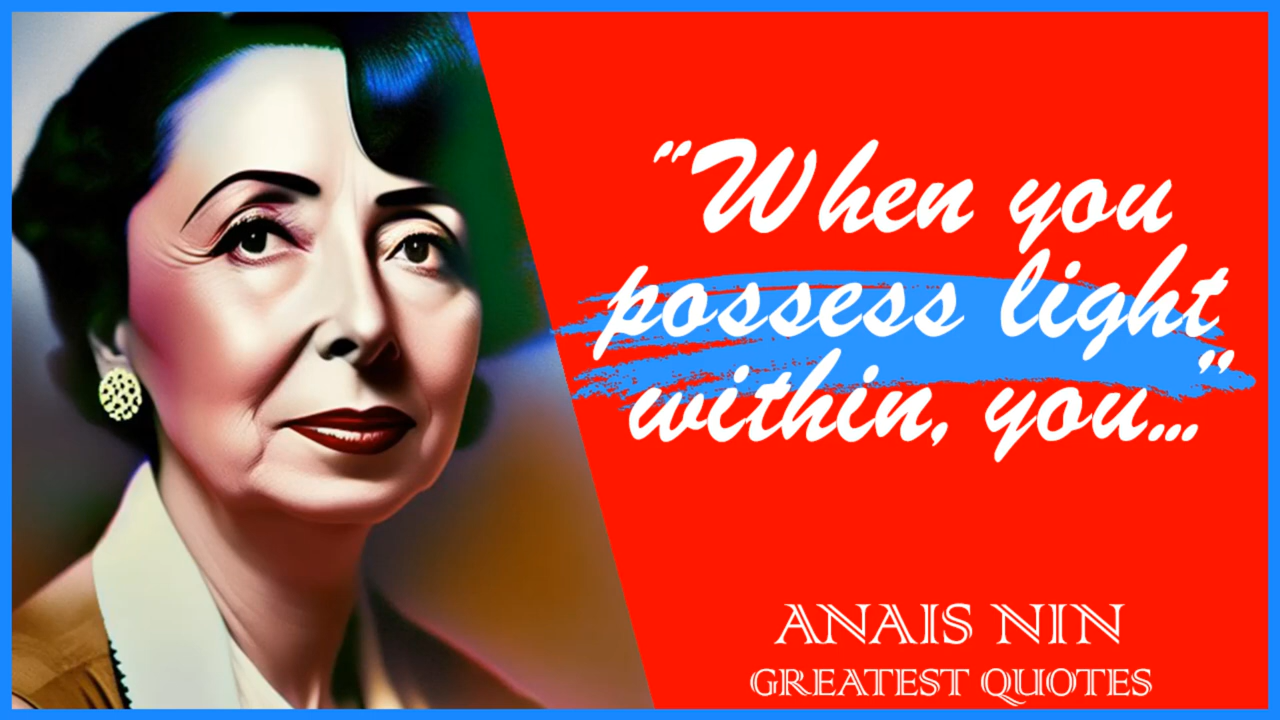 “When you
possess light
within, you...”
ANAIS NIN
GREATEST QUOTES